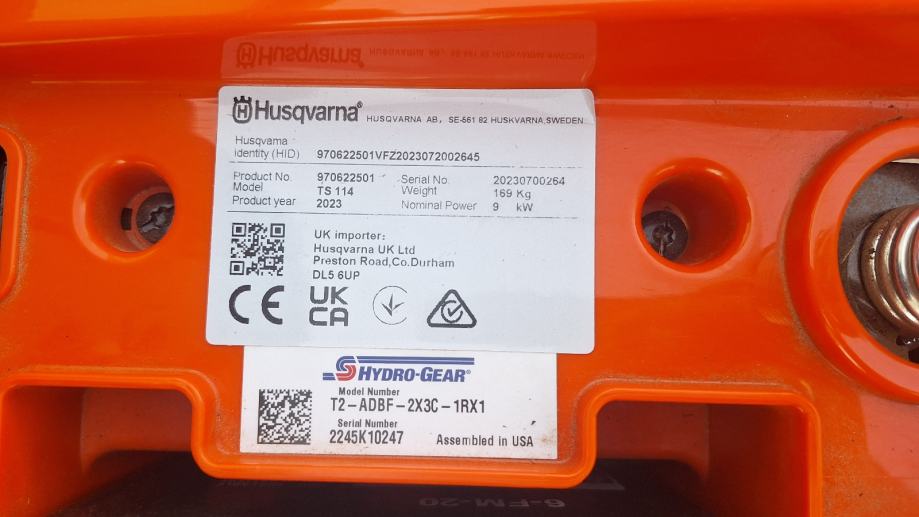 Husqvarna HUSQVARNA AB, SE-561 82 HUSKVARNA, SWEDEN
Husqvarna
Identity (HID) 970622501VFZ2023072002645
Product No. 970622501 Serial No. 20230700264
Model TS 114 Weight 169 Kg
Product year 2023 Nominal Power 9 kW
UK importer:
Husqvarna UK Ltd
Preston Road,Co.Durham
DL5 6UP
CE UK
CA
HYDRO-GEAR®
Model Number
T2-ADBF-2X3C-1RX1
Serial Number
2245K10247 Assembled in USA
6-FM-20